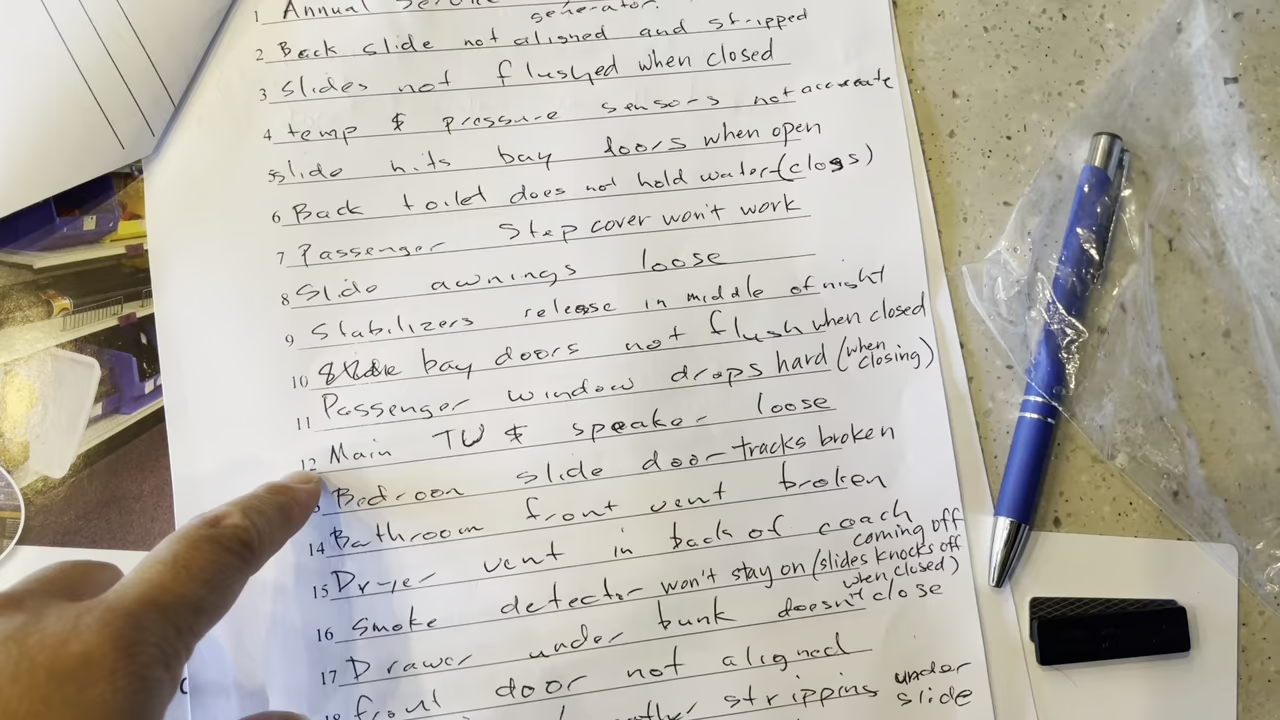 1 Annual Service
generator.
2 Back slide not aligned and stripped
3 slides not flushed when closed
4 temp & pressure sensors not accurate
5 slide hits bay doors when open
6 Back toilet does not hold water (clogs)
7 Passenger Step cover won't work
8 Slide awnings loose
9 Stabilizers release in middle of night
10 bay doors not flush when closed
11 Passenger window drops hard (when closing)
12 Main TV & speaker loose
Bedroom slide door tracks broken
14 Bathroom front vent broken
15 Dryer vent in back of coach coming off
16 Smoke detector won't stay on (slides knocks off when closed)
17 Drawer under bunk doesn't close
18 front door not aligned
stripping under slide